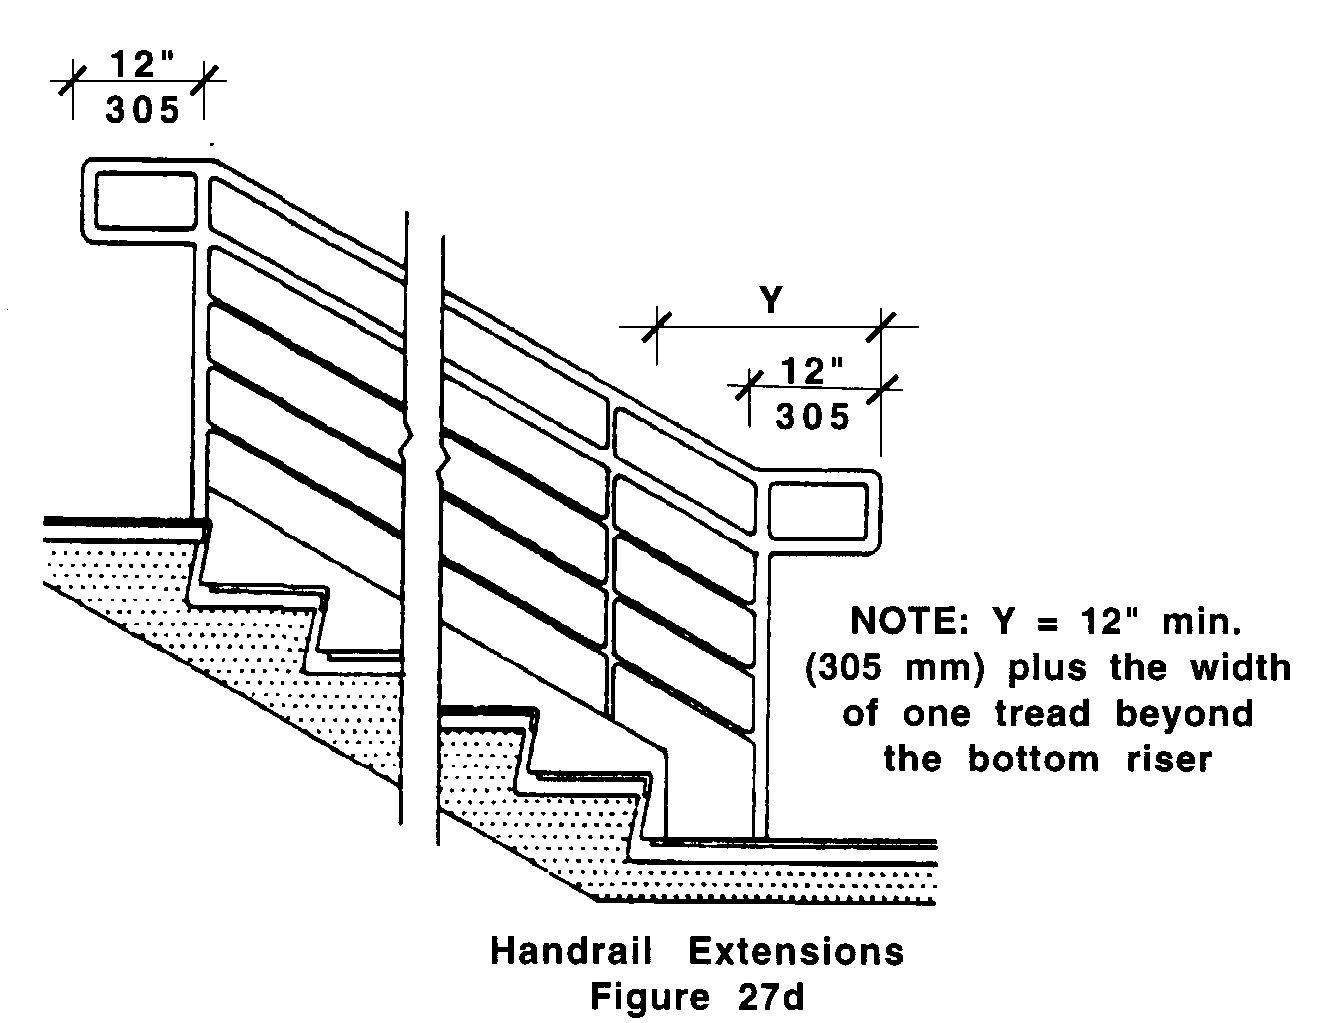 12"
305
Y
12"
305
NOTE: Y = 12" min.
(305 mm) plus the width
of one tread beyond
the bottom riser
Handrail Extensions
Figure 27d